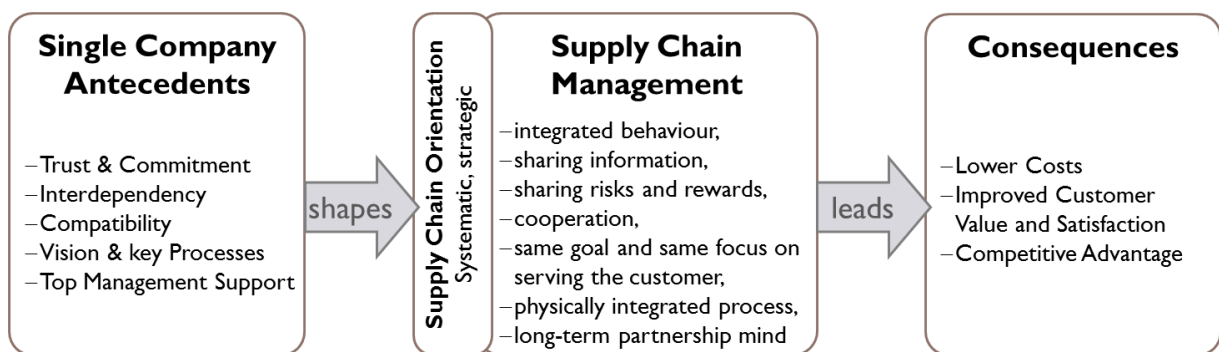 Single Company
Antecedents
–Trust & Commitment
–Interdependency
–Compatibility
–Vision & key Processes
–Top Management Support
shapes
Supply Chain Orientation
Systematic, strategic
Supply Chain
Management
–integrated behaviour,
–sharing information,
–sharing risks and rewards,
–cooperation,
–same goal and same focus on
serving the customer,
–physically integrated process,
–long-term partnership mind
leads
Consequences
–Lower Costs
–Improved Customer
Value and Satisfaction
–Competitive Advantage